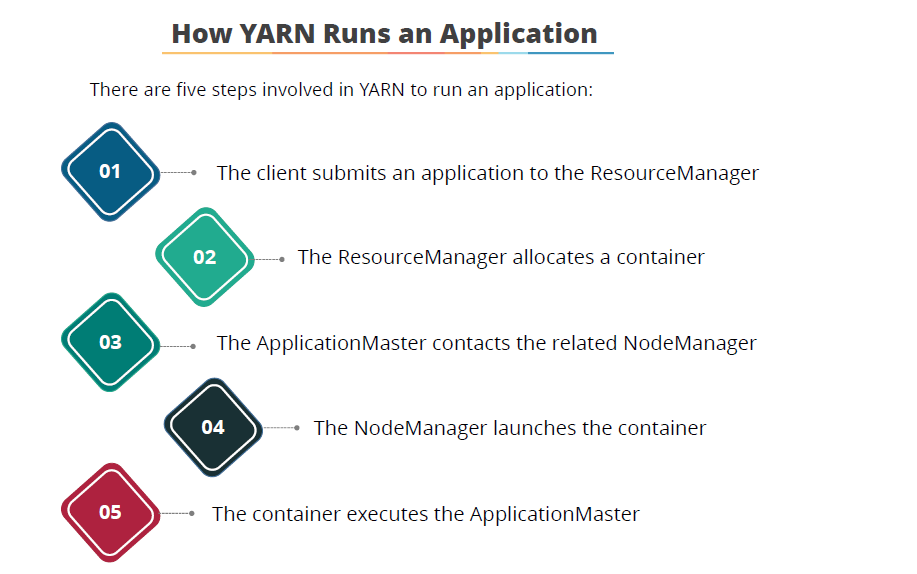 How YARN Runs an Application
There are five steps involved in YARN to run an application:
01
The client submits an application to the ResourceManager
02
The ResourceManager allocates a container
03
The ApplicationMaster contacts the related NodeManager
04
The NodeManager launches the container
05
The container executes the ApplicationMaster